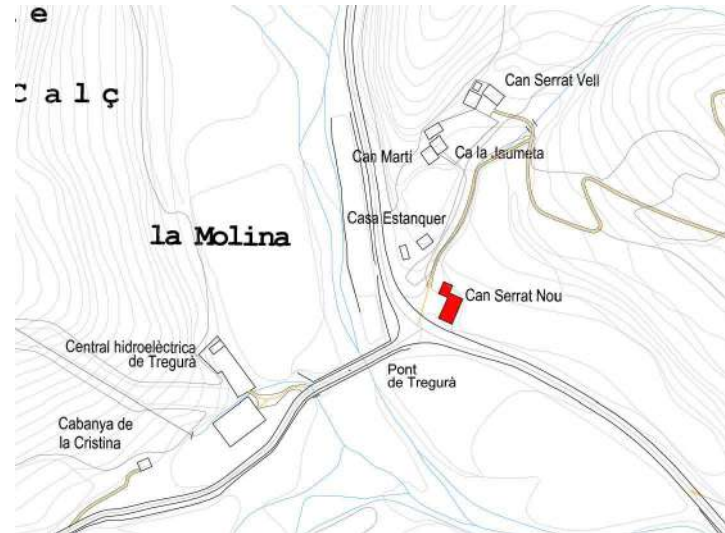 e
Calç
Can Serrat Vell
Can Martí
Ca la Jaumeta
Casa Estanquer
la Molina
Can Serrat Nou
Central hidroelèctrica
de Tregurà
Pont
de Tregurà
Cabanya de
la Cristina